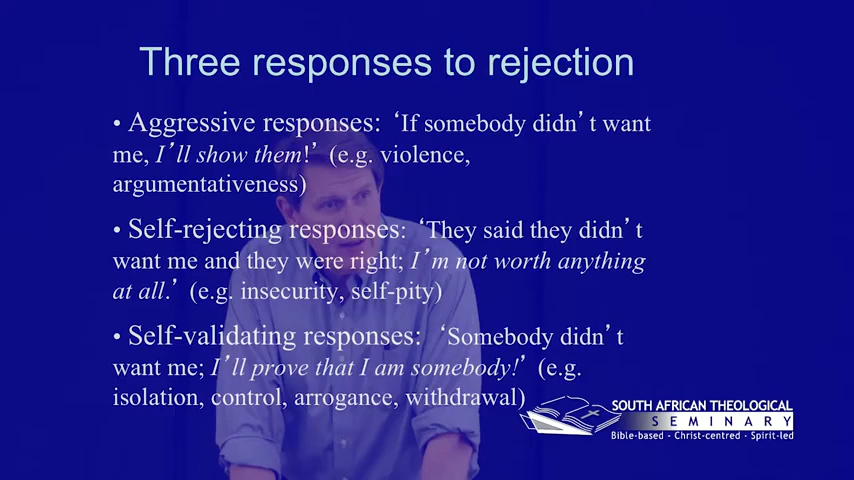 Three responses to rejection
• Aggressive responses: ‘If somebody didn’t want
me, I’ll show them!’ (e.g. violence,
argumentativeness)
• Self-rejecting responses: ‘They said they didn’t
want me and they were right; I’m not worth anything
at all.’ (e.g. insecurity, self-pity)
• Self-validating responses: ‘Somebody didn’t
want me; I’ll prove that I am somebody!’ (e.g.
isolation, control, arrogance, withdrawal)
SOUTH AFRICAN THEOLOGICAL
SEMINARY
Bible-based - Christ-centred - Spirit-led